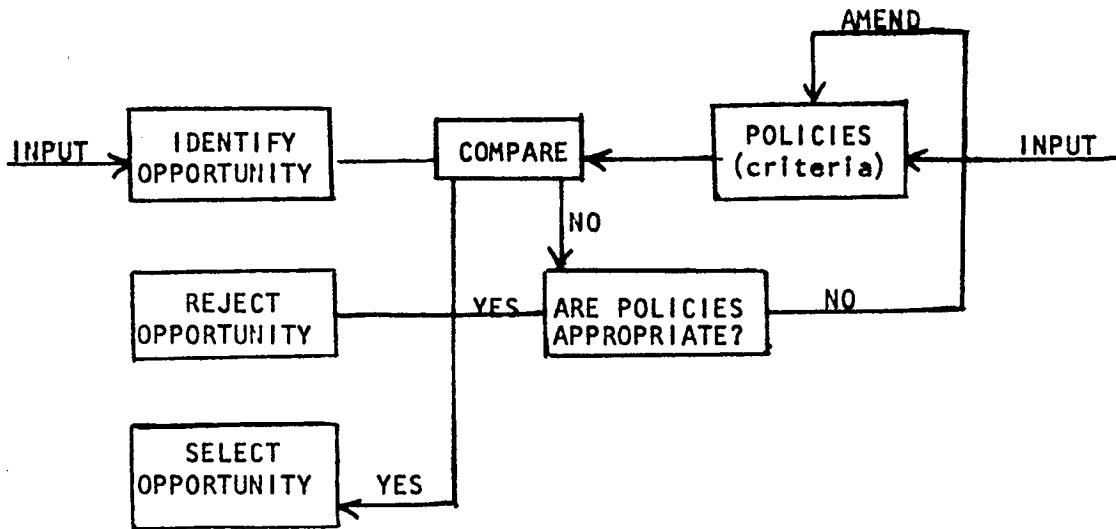 AMEND
INPUT
IDENTIFY
OPPORTUNITY
COMPARE
POLICIES
(criteria)
INPUT
NO
REJECT
OPPORTUNITY
YES
ARE POLICIES
APPROPRIATE?
NO
SELECT
OPPORTUNITY
YES